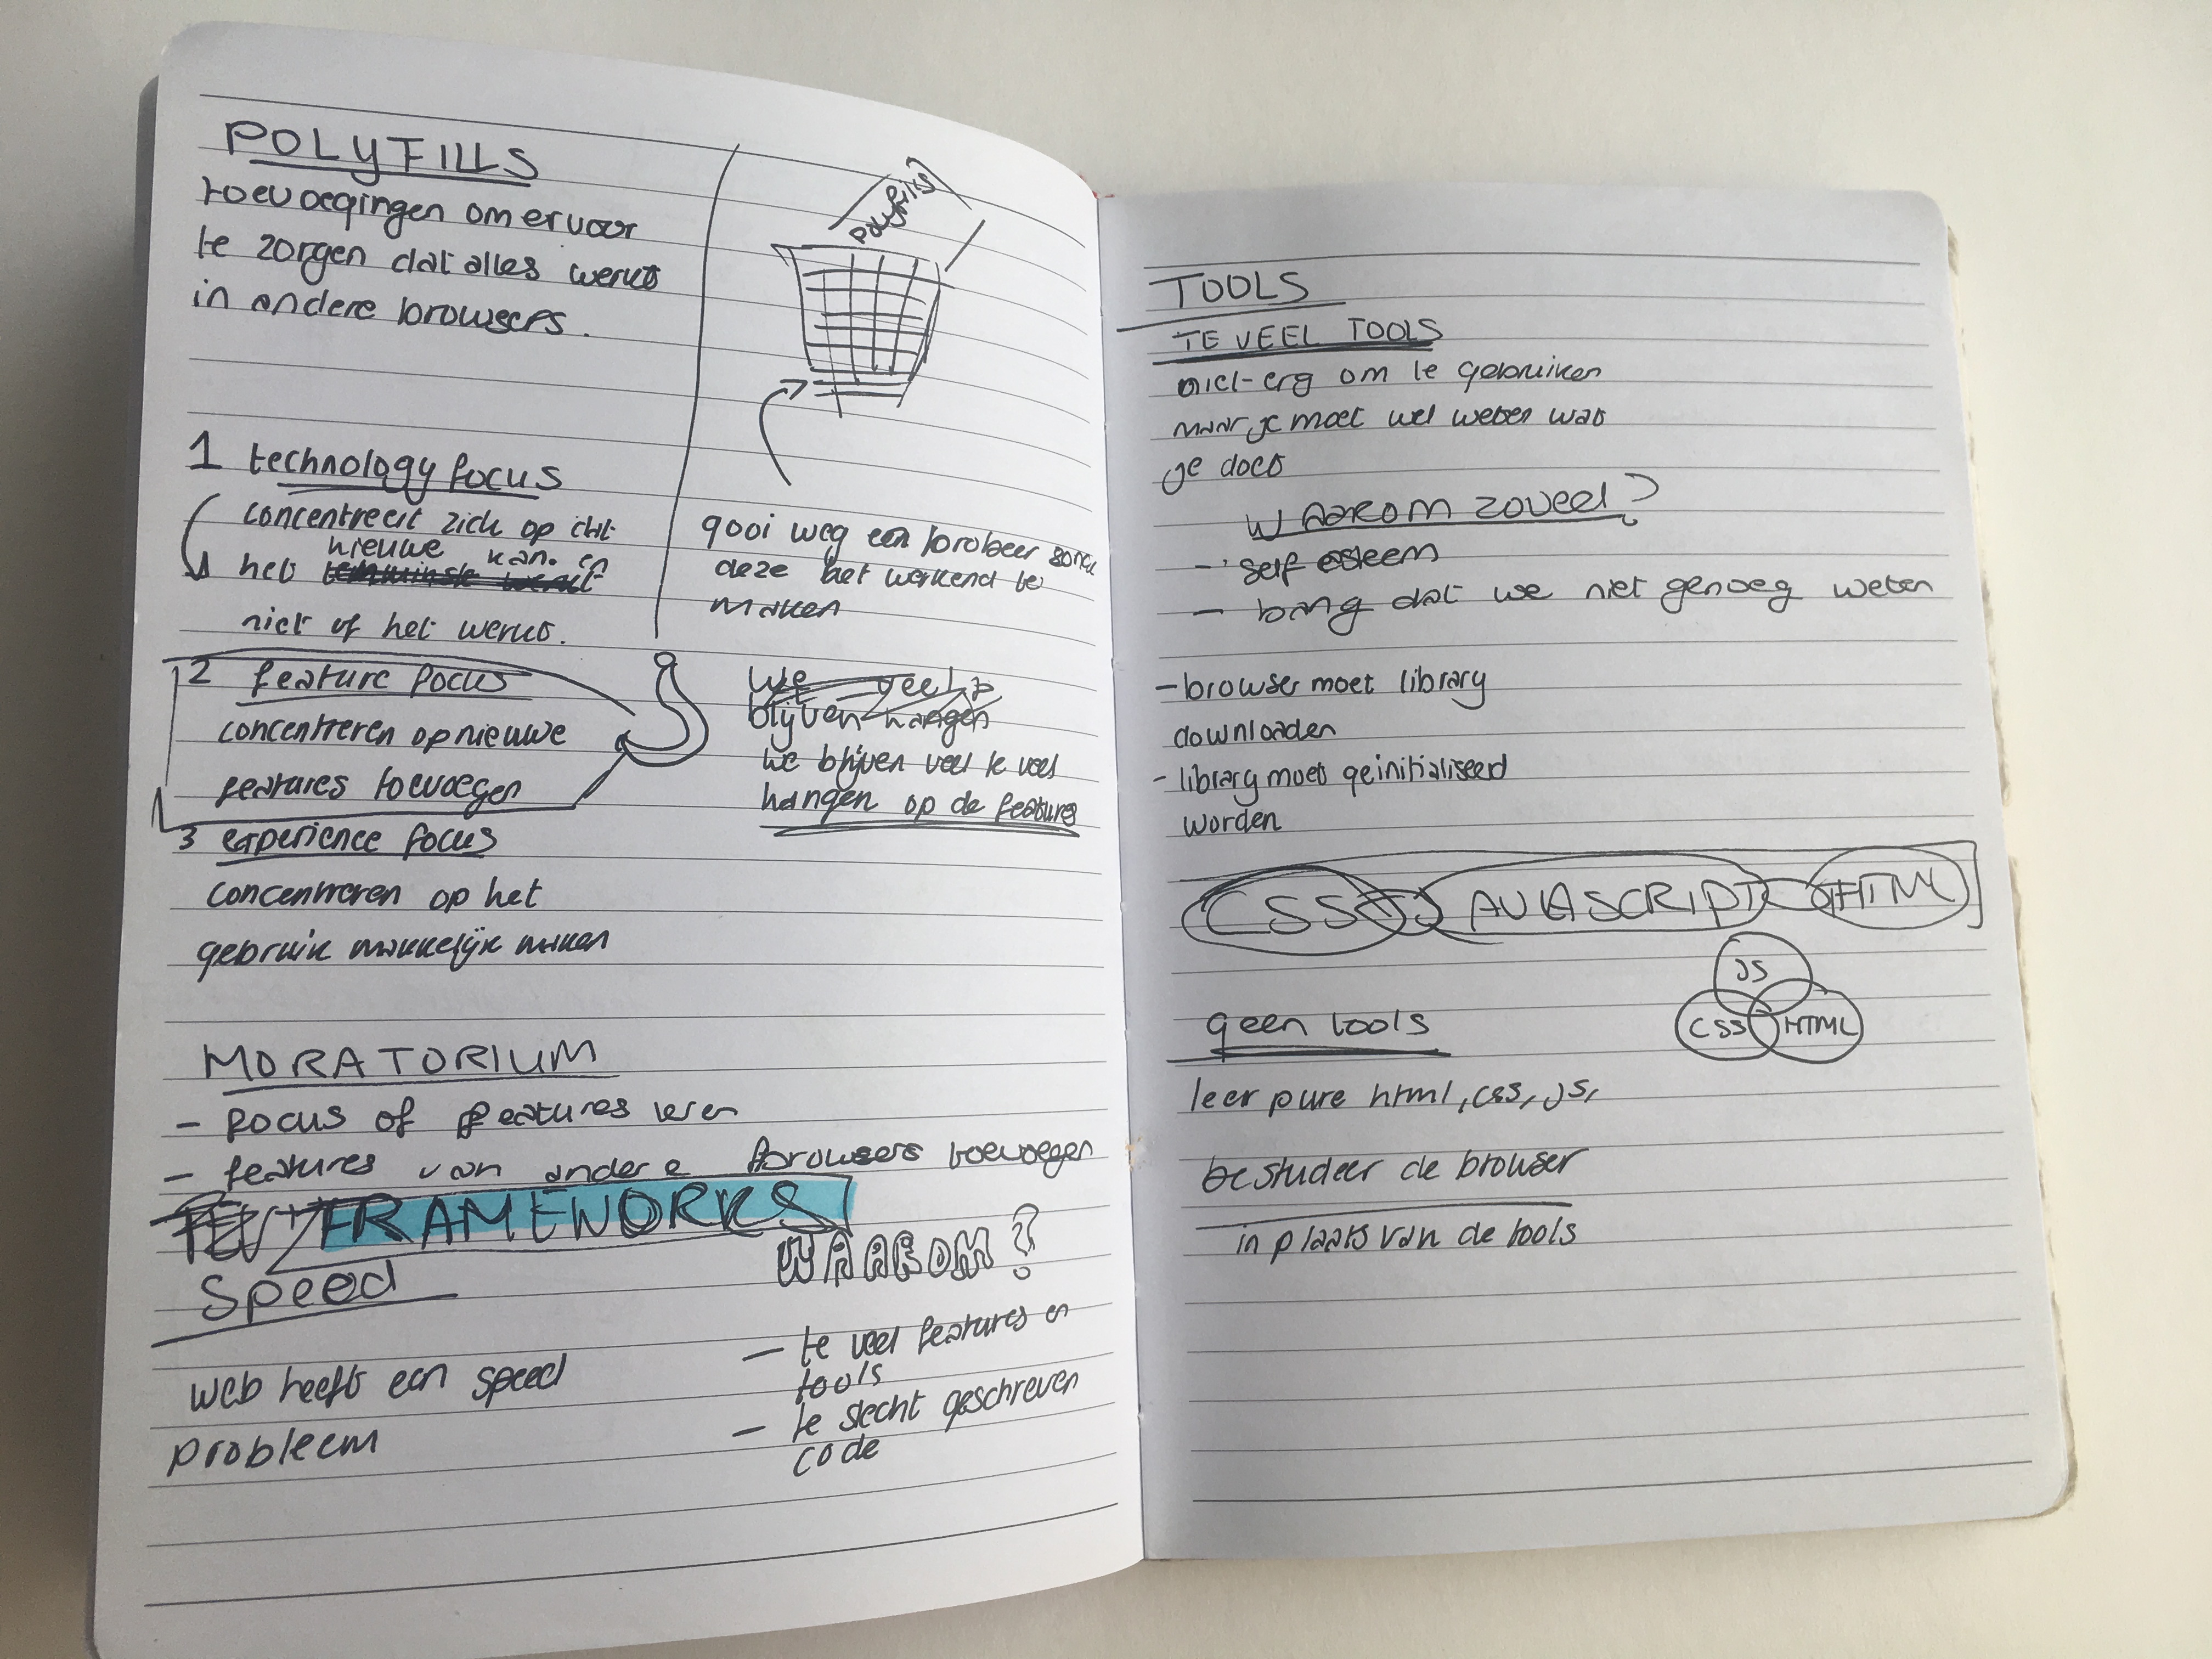 POLYFILLS
toevoegingen om ervoor
te zorgen dat alles werkt
in andere browsers.
1 technology focus
concentreert zich op dat
nieuwe kan. en
het
niet of het werkt.
2 feature focus
concentreren op nieuwe
features toevoegen
3 experience focus
concentreren op het
gebruik makkelijk maken
polyfills
gooi weg en probeer
deze het werkend te
maken
We veel te
blijven hangen
we blijven veel te veel
hangen op de features
MORATORIUM
- focus of features leren
- features van andere browsers toevoegen
FRAMEWORKS
Speed
web heeft een speed
probleem
WAAROM?
- te veel features en
tools
- te slecht geschreven
code
TOOLS
TE VEEL TOOLS
niet erg om te gebruiken
maar je moet wel weten wat
je doet
WAAROM zoveel?
- self esteem
- bang dat we niet genoeg weten
- browser moet library
downloaden
- library moet geinitialiseerd
worden
CSS JAVASCRIPT HTML
JS
CSS HTML
geen tools
leer pure html, css, js,
bestudeer de browser
in plaats van de tools